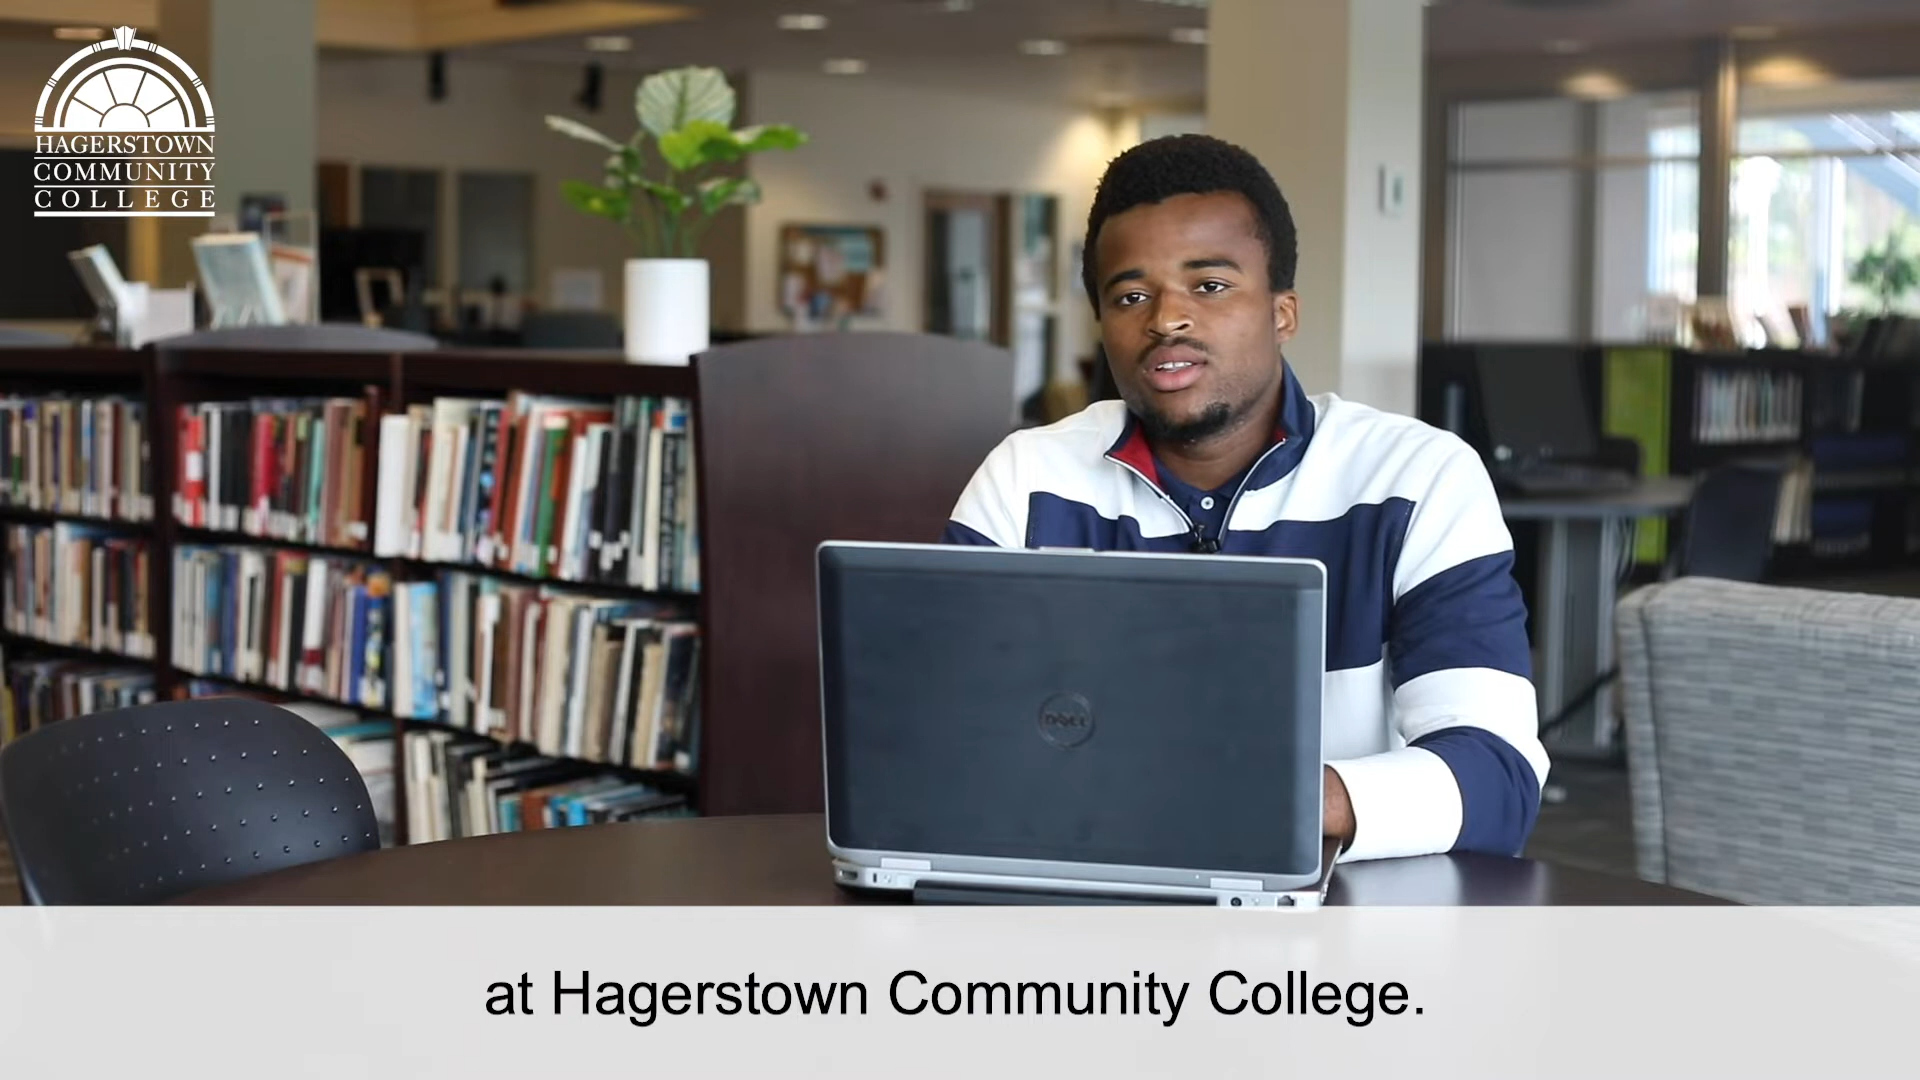 HAGERSTOWN
COMMUNITY
COLLEGE
DELL
at Hagerstown Community College.